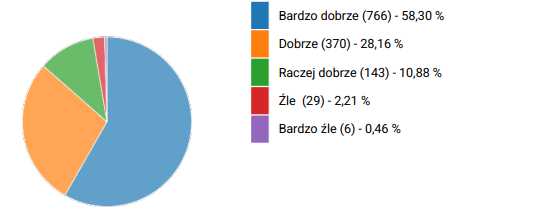 Bardzo dobrze (766) - 58,30 %
Dobrze (370) - 28,16 %
Raczej dobrze (143) - 10,88 %
Źle (29) - 2,21 %
Bardzo źle (6) - 0,46 %